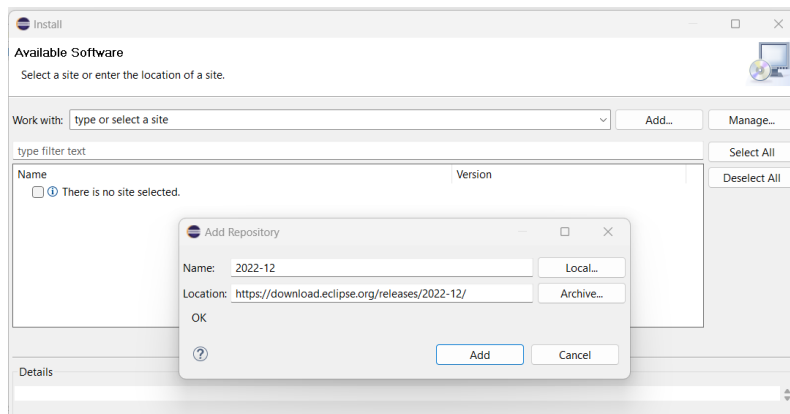 Install
Available Software
Select a site or enter the location of a site.
Work with: type or select a site Add... Manage...
type filter text Select All
Name Version Deselect All
There is no site selected.
Add Repository
Name: 2022-12 Local...
Location: https://download.eclipse.org/releases/2022-12/ Archive...
OK
? Add Cancel
Details